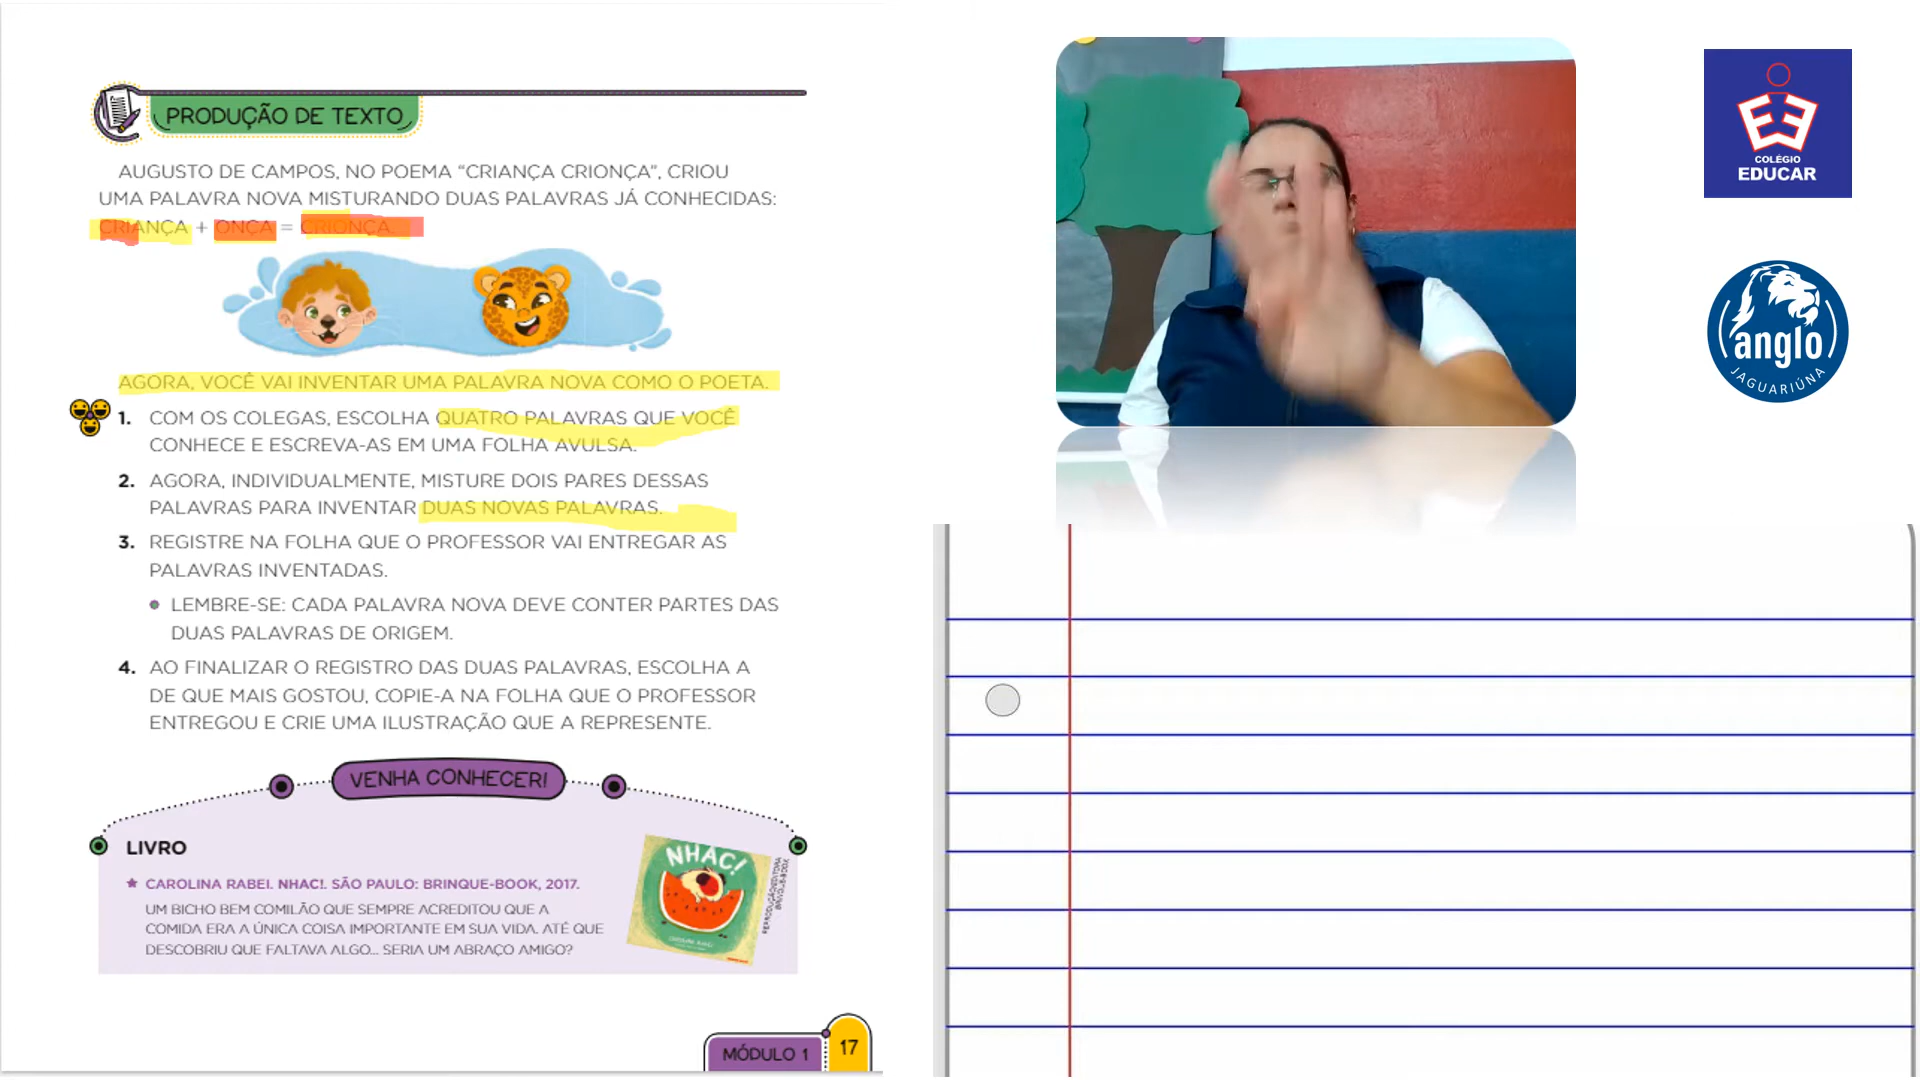 PRODUÇÃO DE TEXTO
AUGUSTO DE CAMPOS, NO POEMA “CRIANÇA CRIONÇA”, CRIOU
UMA PALAVRA NOVA MISTURANDO DUAS PALAVRAS JÁ CONHECIDAS:
CRIANÇA + ONÇA = CRIONÇA.
AGORA, VOCÊ VAI INVENTAR UMA PALAVRA NOVA COMO O POETA.
1. COM OS COLEGAS, ESCOLHA QUATRO PALAVRAS QUE VOCÊ
CONHECE E ESCREVA-AS EM UMA FOLHA AVULSA.
2. AGORA, INDIVIDUALMENTE, MISTURE DOIS PARES DESSAS
PALAVRAS PARA INVENTAR DUAS NOVAS PALAVRAS.
3. REGISTRE NA FOLHA QUE O PROFESSOR VAI ENTREGAR AS
PALAVRAS INVENTADAS.
• LEMBRE-SE: CADA PALAVRA NOVA DEVE CONTER PARTES DAS
DUAS PALAVRAS DE ORIGEM.
4. AO FINALIZAR O REGISTRO DAS DUAS PALAVRAS, ESCOLHA A
DE QUE MAIS GOSTOU, COPIE-A NA FOLHA QUE O PROFESSOR
ENTREGOU E CRIE UMA ILUSTRAÇÃO QUE A REPRESENTE.
VENHA CONHECER!
LIVRO
★ CAROLINA RABEI. NHAC!. SÃO PAULO: BRINQUE-BOOK, 2017.
UM BICHO BEM COMILÃO QUE SEMPRE ACREDITOU QUE A
COMIDA ERA A ÚNICA COISA IMPORTANTE EM SUA VIDA. ATÉ QUE
DESCOBRIU QUE FALTAVA ALGO... SERIA UM ABRAÇO AMIGO?
NHAC!
REPRODUÇÃO/EDITORA
BRINQUE-BOOK
MÓDULO 1
17
COLÉGIO
EDUCAR
anglo
JAGUARIÚNA